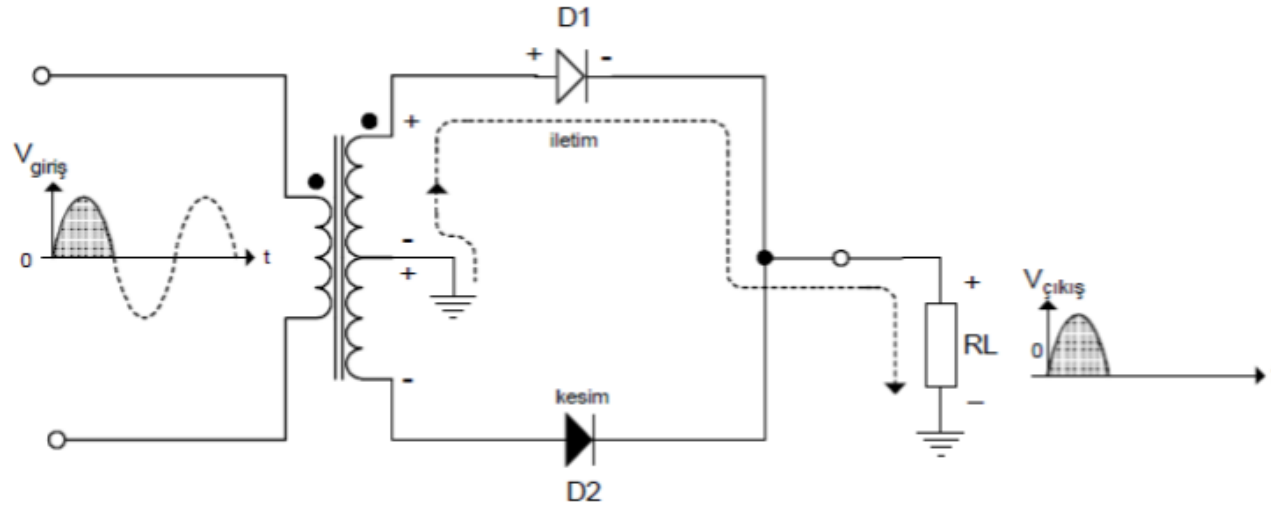 D1
+ -
+
iletim
V giriş
0
t
-
+
+
V çıkış
0
RL
-
kesim
–
D2